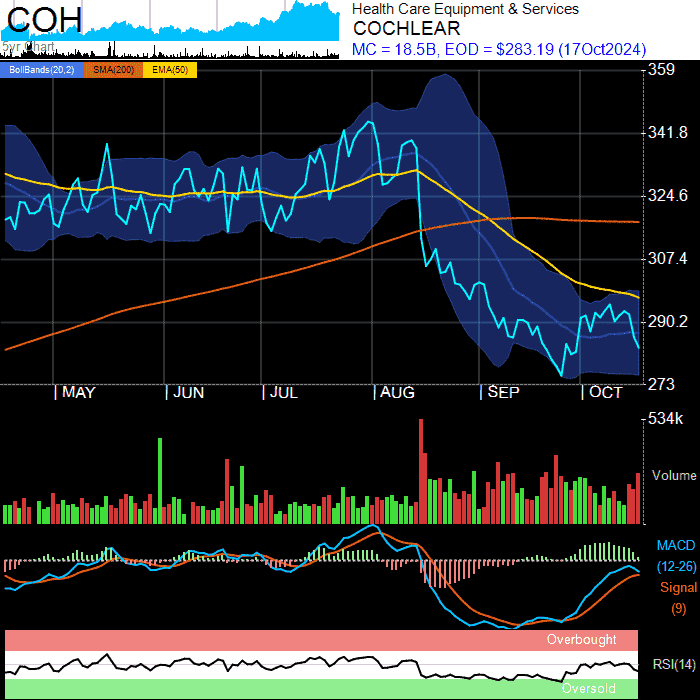 COH
5yr Chart
Health Care Equipment & Services
COCHLEAR
MC = 18.5B, EOD = $283.19 (17Oct2024)
BollBands(20,2) SMA(200) EMA(50)
359
341.8
324.6
307.4
290.2
273
MAY JUN JUL AUG SEP OCT
534k
Volume
MACD
(12-26)
Signal
(9)
Overbought
RSI(14)
Oversold